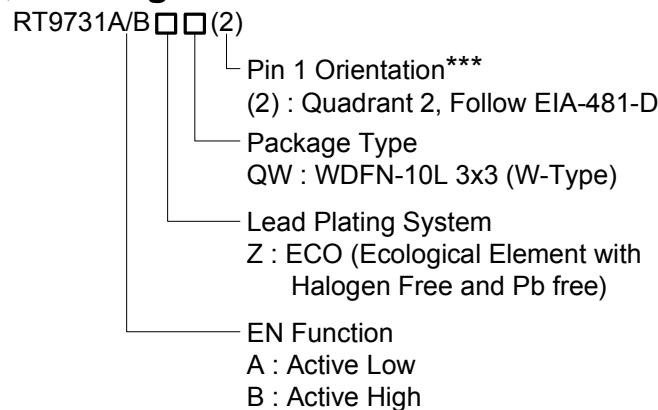 RT9731A/B□□(2)
Pin 1 Orientation***
(2) : Quadrant 2, Follow EIA-481-D
Package Type
QW : WDFN-10L 3x3 (W-Type)
Lead Plating System
Z : ECO (Ecological Element with
Halogen Free and Pb free)
EN Function
A : Active Low
B : Active High